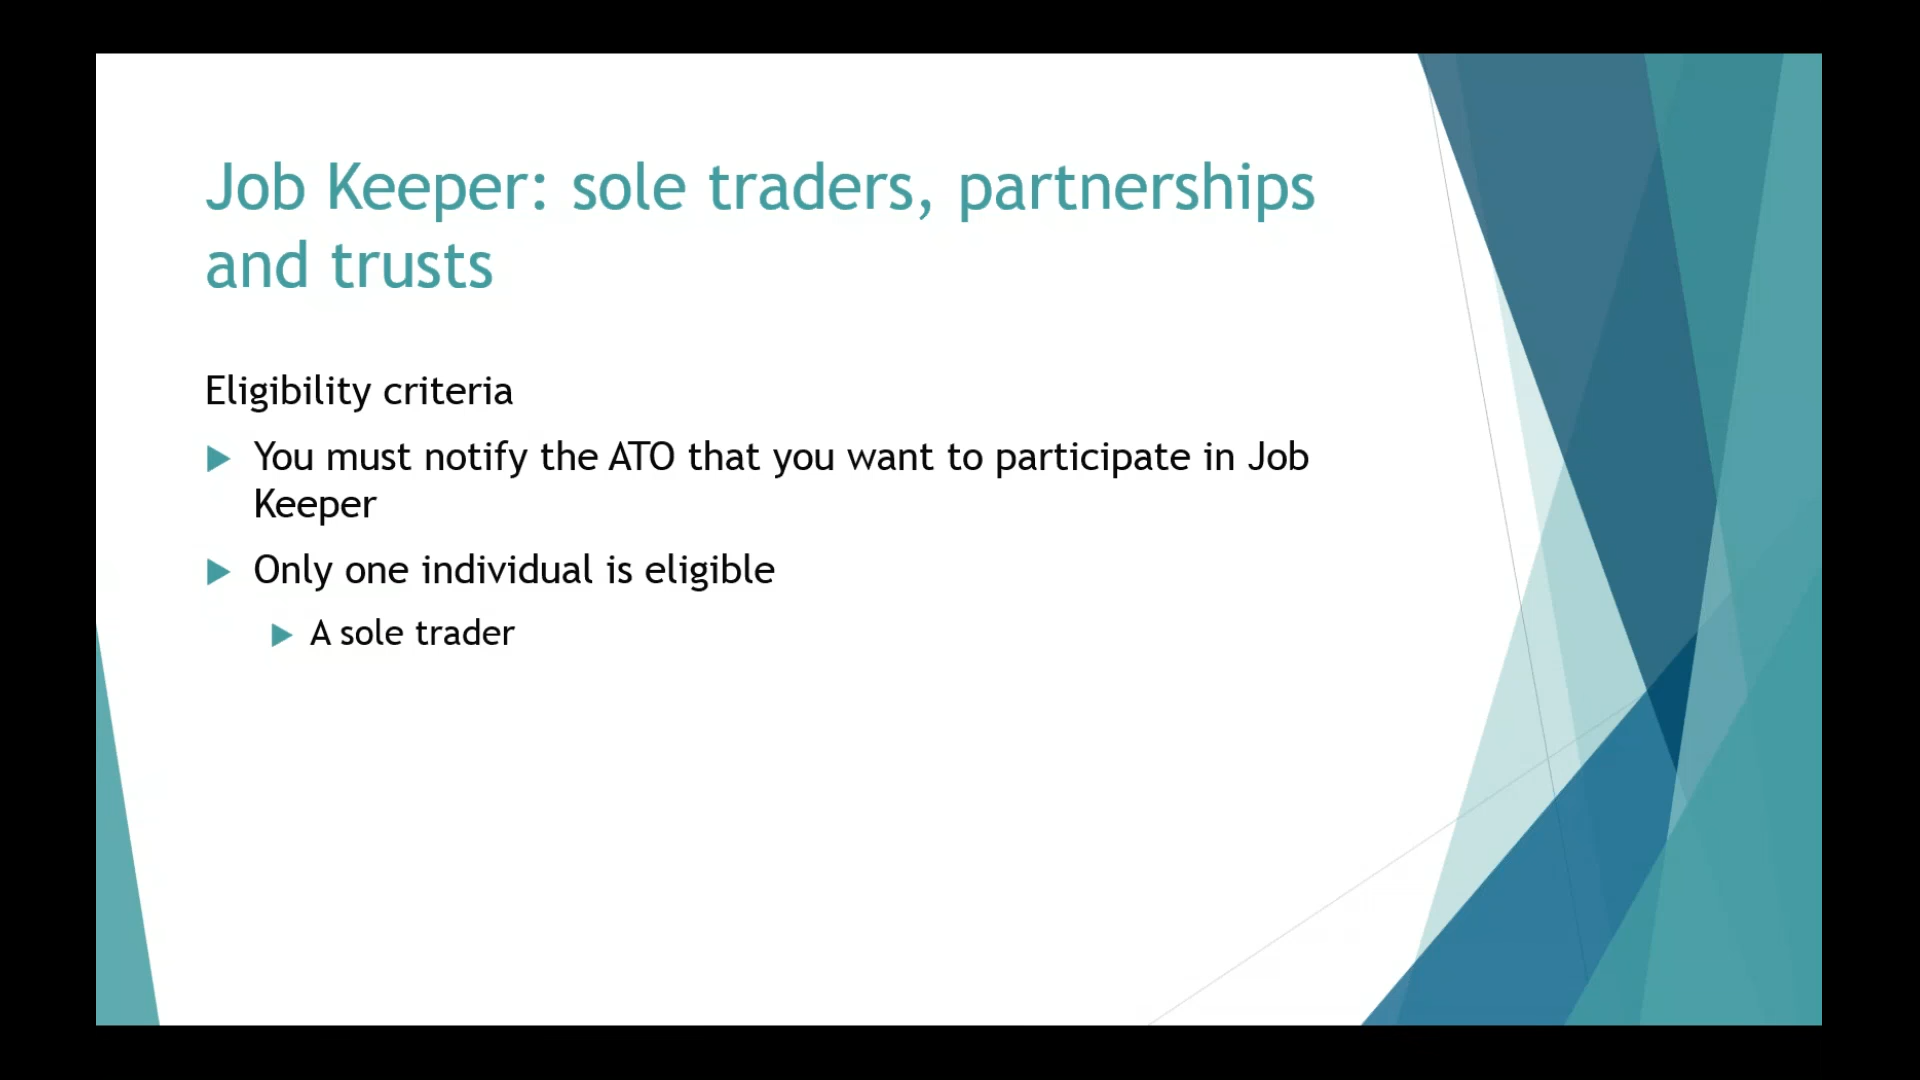 Job Keeper: sole traders, partnerships
and trusts
Eligibility criteria
You must notify the ATO that you want to participate in Job
Keeper
Only one individual is eligible
A sole trader